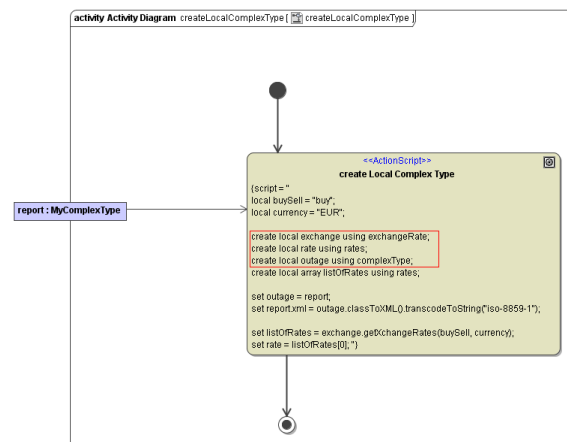 activity Activity Diagram createLocalComplexType [ createLocalComplexType ]
<<ActionScript>>
create Local Complex Type
{script = "
local buySell = "buy";
local currency = "EUR";
report : MyComplexType
create local exchange using exchangeRate;
create local rate using rates;
create local outage using complexType;
create local array listOfRates using rates;
set outage = report;
set report.xml = outage.classToXML().transcodeToString("iso-8859-1");
set listOfRates = exchange.getXchangeRates(buySell, currency);
set rate = listOfRates[0]; "}